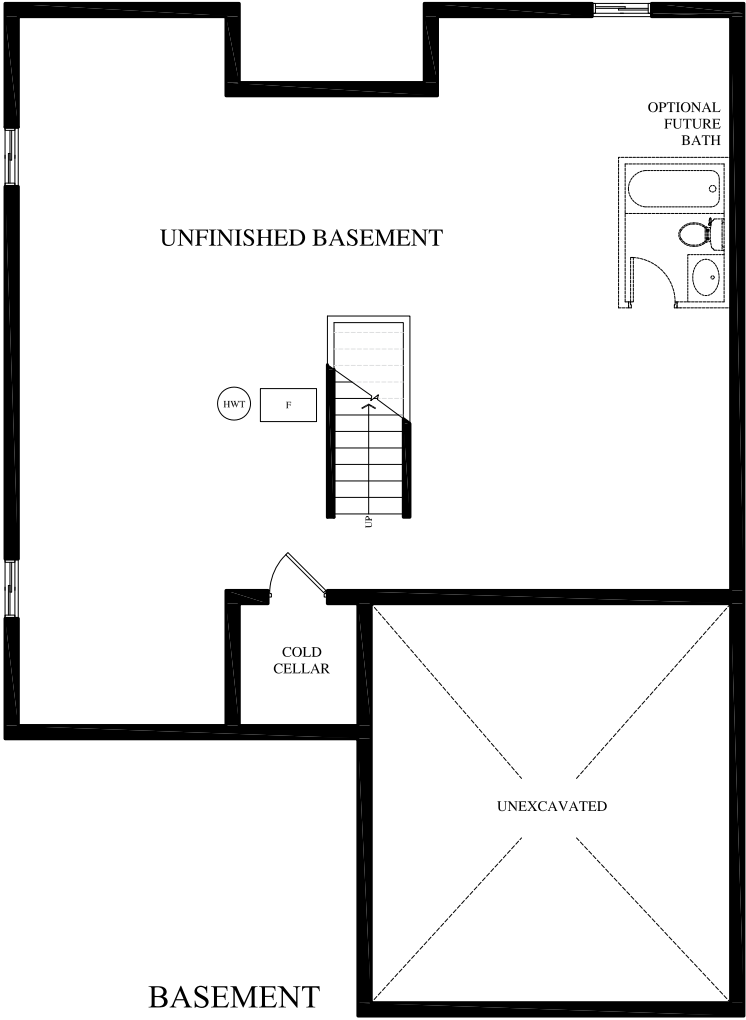 OPTIONAL
FUTURE
BATH
UNFINISHED BASEMENT
HWT
F
UP
COLD
CELLAR
UNEXCAVATED
BASEMENT